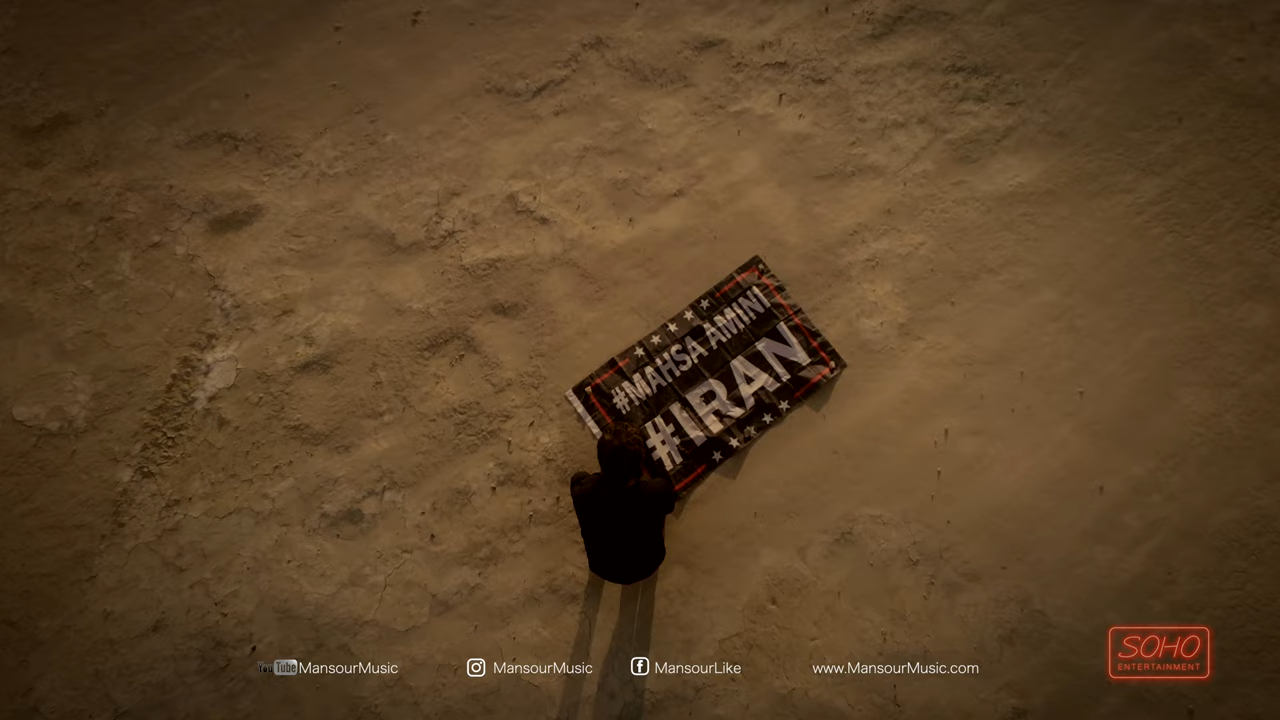 #MAHSA AMINI
#IRAN
YouTube MansourMusic
MansourMusic
MansourLike
www.MansourMusic.com
SOHO
ENTERTAINMENT